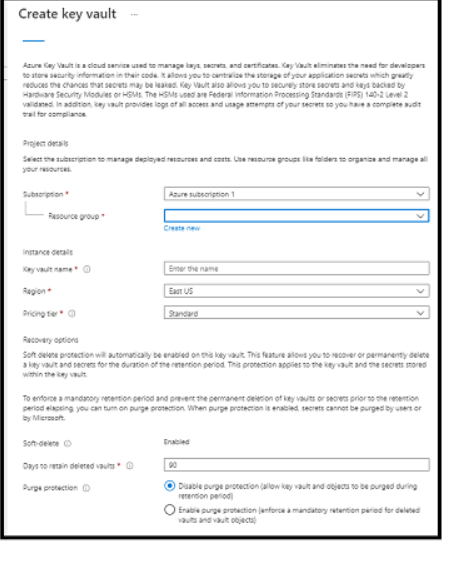 Create key vault ...
Azure Key Vault is a cloud service used to manage keys, secrets, and certificates. Key Vault eliminates the need for developers
to store security information in their code. It allows you to centralize the storage of your application secrets which greatly
reduces the chances that secrets may be leaked. Key Vault also allows you to securely store secrets and keys backed by
Hardware Security Modules or HSMs. The HSMs used are Federal Information Processing Standards (FIPS) 140-2 Level 2
validated. In addition, key vault provides logs of all access and usage attempts of your secrets so you have a complete audit
trail for compliance.
Project details
Select the subscription to manage deployed resources and costs. Use resource groups like folders to organize and manage all
your resources.
Subscription * Azure subscription 1
Resource group *
Create new
Instance details
Key vault name * Enter the name
Region * East US
Pricing tier * Standard
Recovery options
Soft delete protection will automatically be enabled on this key vault. This feature allows you to recover or permanently delete
a key vault and secrets for the duration of the retention period. This protection applies to the key vault and the secrets stored
within the key vault.
To enforce a mandatory retention period and prevent the permanent deletion of key vaults or secrets prior to the retention
period elapsing, you can turn on purge protection. When purge protection is enabled, secrets cannot be purged by users or
by Microsoft.
Soft-delete Enabled
Days to retain deleted vaults * 90
Purge protection Disable purge protection (allow key vault and objects to be purged during
retention period)
Enable purge protection (enforce a mandatory retention period for deleted
vaults and vault objects)